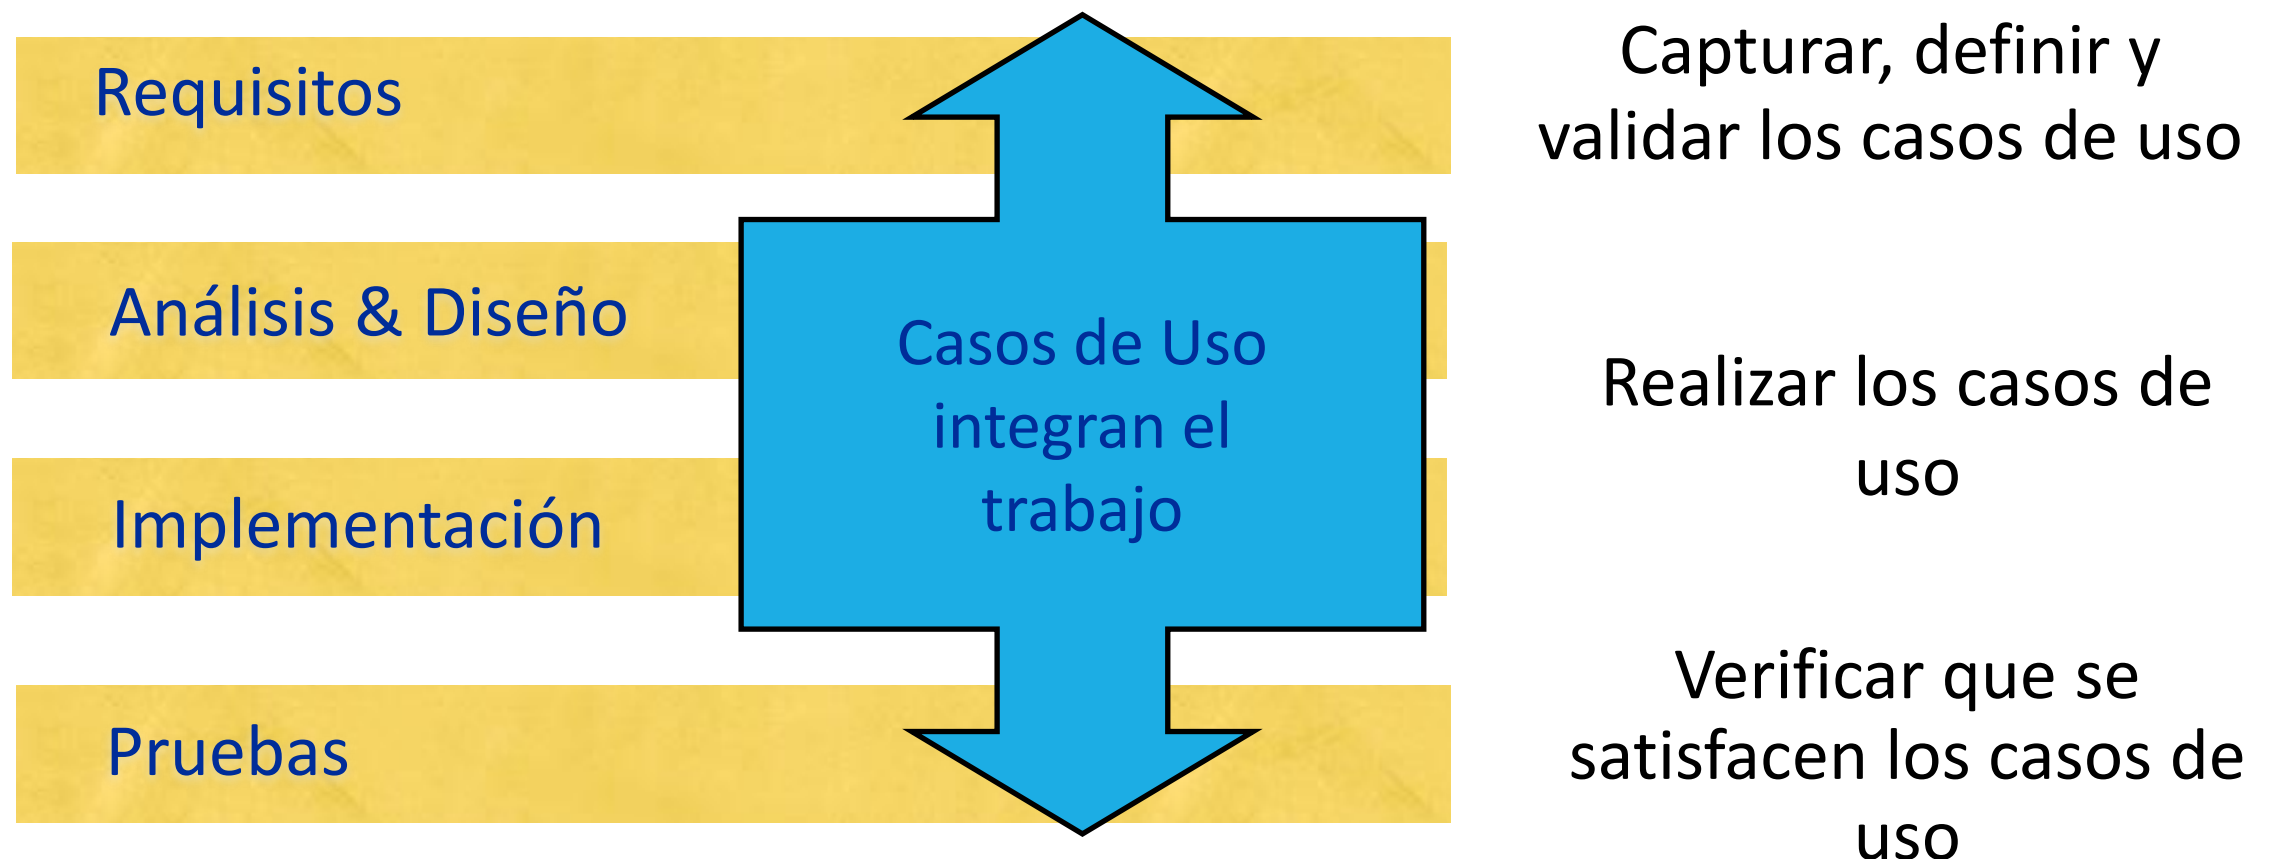 Requisitos
Capturar, definir y
validar los casos de uso
Análisis & Diseño
Casos de Uso
integran el
trabajo
Realizar los casos de
uso
Implementación
Pruebas
Verificar que se
satisfacen los casos de
uso